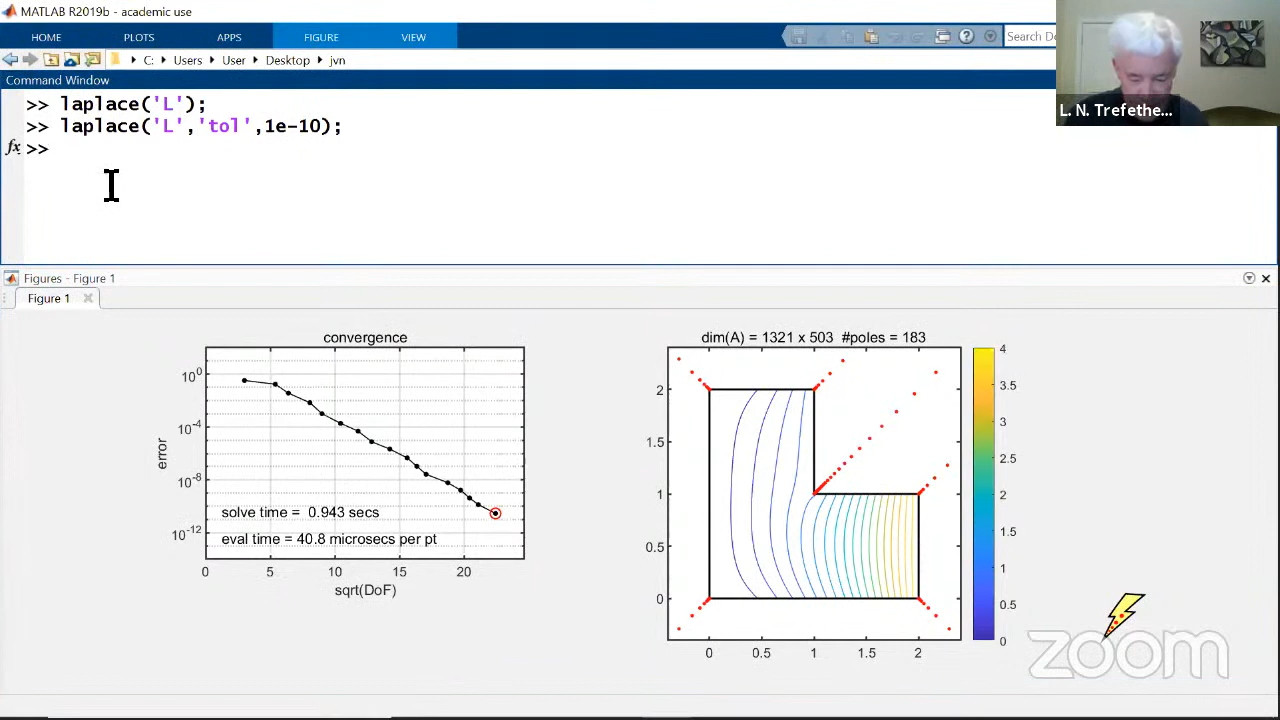 MATLAB R2019b - academic use
HOME
PLOTS
APPS
FIGURE
VIEW
Search Do
C: Users User Desktop jvn
Command Window
>> laplace('L');
>> laplace('L','tol',1e-10);
fx >>
L. N. Trefethe...
Figures - Figure 1
Figure 1
convergence
10^0
10^-4
10^-8
10^-12
error
solve time = 0.943 secs
eval time = 40.8 microsecs per pt
0 5 10 15 20
sqrt(DoF)
dim(A) = 1321 x 503 #poles = 183
2
1.5
1
0.5
0
0 0.5 1 1.5 2
4
3.5
3
2.5
2
1.5
1
0.5
0
zoom